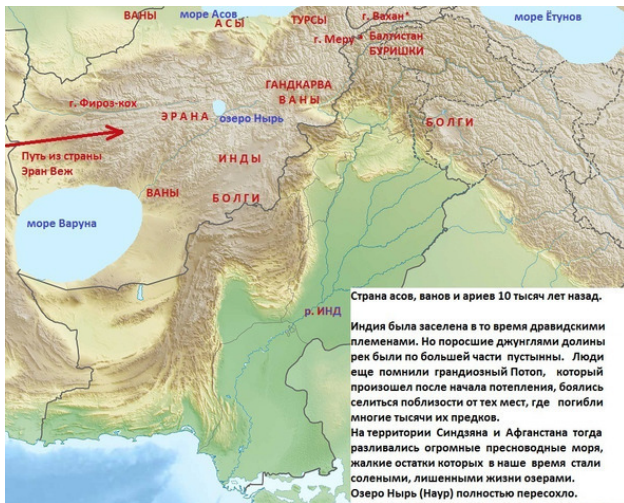 ВАНЫ
море Асов
АСЫ
ТУРСЫ
г. Вахан
море Ётунов
г. Меру
Балтистан
БУРИШКИ
ГАНДКАРВА
ВАНЫ
г. Фироз-кох
ЭРАНА
озеро Нырь
БОЛГИ
Путь из страны
Эран Веж
ИНДЫ
ВАНЫ
БОЛГИ
море Варуна
р. ИНД
Страна асов, ванов и ариев 10 тысяч лет назад.
Индия была заселена в то время дравидскими
племенами. Но поросшие джунглями долины
рек были по большей части пустынны. Люди
еще помнили грандиозный Потоп, который
произошел после начала потепления, боялись
селиться поблизости от тех мест, где погибли
многие тысячи их предков.
На территории Синдзяна и Афганстана тогда
разливались огромные пресноводные моря,
жалкие остатки которых в наше время стали
солеными, лишенными жизни озерами.
Озеро Нырь (Наур) полностью пересохло.